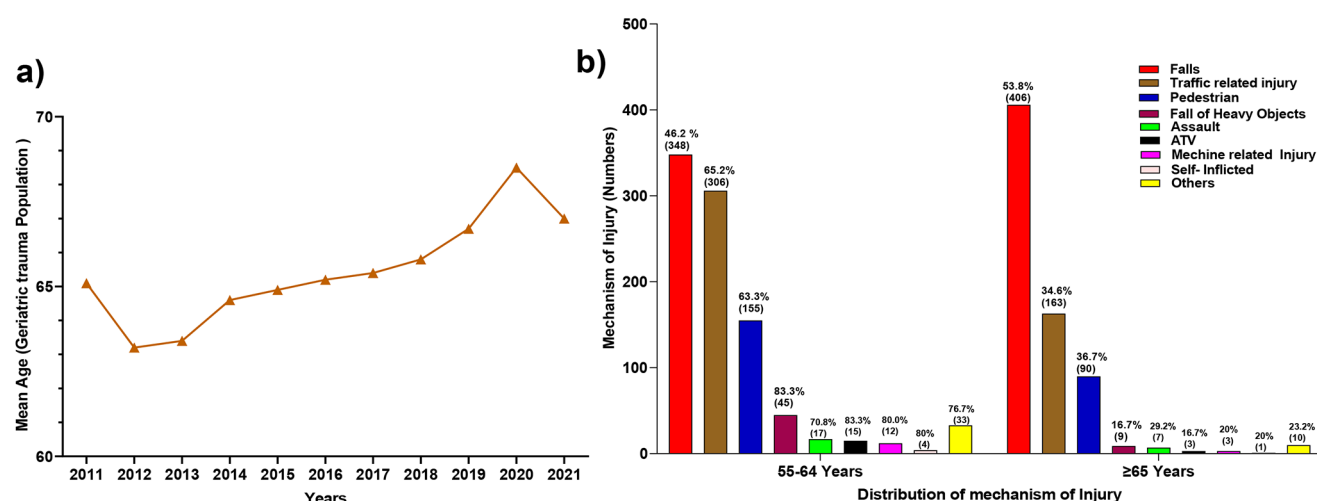 a)
Mean Age (Geriatric trauma Population )
70
65
60
2011 2012 2013 2014 2015 2016 2017 2018 2019 2020 2021
Years
b)
Mechanism of Injury (Numbers)
500
400
300
200
100
0
46.2 %
(348)
65.2%
(306)
63.3%
(155)
83.3%
(45)
70.8%
(17)
83.3%
(15)
80.0%
(12)
80%
(4)
76.7%
(33)
53.8%
(406)
34.6%
(163)
36.7%
(90)
16.7%
(9)
29.2%
(7)
16.7%
(3)
20%
(3)
20%
(1)
23.2%
(10)
Falls
Traffic related injury
Pedestrian
Fall of Heavy Objects
Assault
ATV
Mechine related Injury
Self- Inflicted
Others
55-64 Years
≥65 Years
Distribution of mechanism of Injury